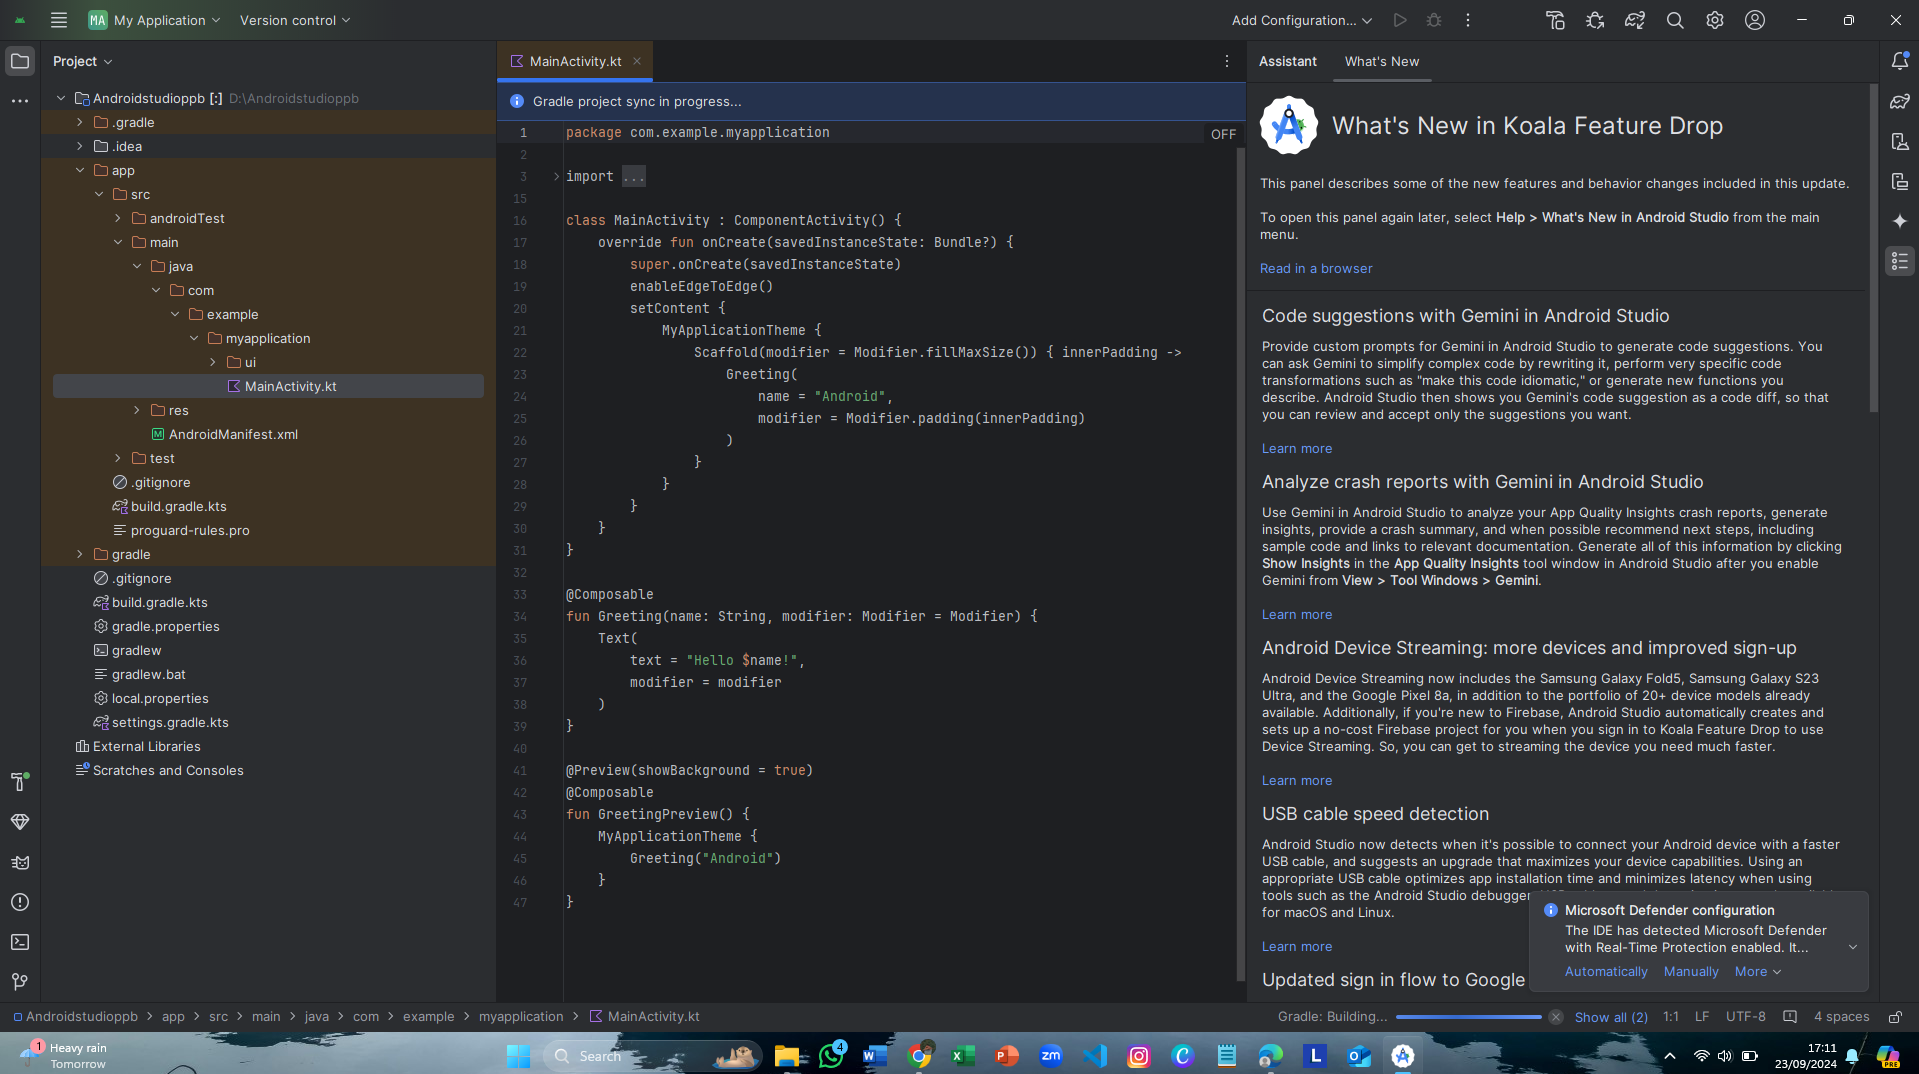 MA My Application
Version control
Add Configuration...
Project
Androidstudioppb [:] D:\Androidstudioppb
.gradle
.idea
app
src
androidTest
main
java
com
example
myapplication
ui
MainActivity.kt
res
AndroidManifest.xml
test
.gitignore
build.gradle.kts
proguard-rules.pro
gradle
.gitignore
build.gradle.kts
gradle.properties
gradlew
gradlew.bat
local.properties
settings.gradle.kts
External Libraries
Scratches and Consoles
MainActivity.kt
Gradle project sync in progress...
OFF
1 package com.example.myapplication
2
3 import ...
15
16 class MainActivity : ComponentActivity() {
17 override fun onCreate(savedInstanceState: Bundle?) {
18 super.onCreate(savedInstanceState)
19 enableEdgeToEdge()
20 setContent {
21 MyApplicationTheme {
22 Scaffold(modifier = Modifier.fillMaxSize()) { innerPadding ->
23 Greeting(
24 name = "Android",
25 modifier = Modifier.padding(innerPadding)
26 )
27 }
28 }
29 }
30 }
31 }
32
33 @Composable
34 fun Greeting(name: String, modifier: Modifier = Modifier) {
35 Text(
36 text = "Hello $name!",
37 modifier = modifier
38 )
39 }
40
41 @Preview(showBackground = true)
42 @Composable
43 fun GreetingPreview() {
44 MyApplicationTheme {
45 Greeting("Android")
46 }
47 }
Assistant
What's New
What's New in Koala Feature Drop
This panel describes some of the new features and behavior changes included in this update.
To open this panel again later, select Help > What's New in Android Studio from the main
menu.
Read in a browser
Code suggestions with Gemini in Android Studio
Provide custom prompts for Gemini in Android Studio to generate code suggestions. You
can ask Gemini to simplify complex code by rewriting it, perform very specific code
transformations such as "make this code idiomatic," or generate new functions you
describe. Android Studio then shows you Gemini's code suggestion as a code diff, so that
you can review and accept only the suggestions you want.
Learn more
Analyze crash reports with Gemini in Android Studio
Use Gemini in Android Studio to analyze your App Quality Insights crash reports, generate
insights, provide a crash summary, and when possible recommend next steps, including
sample code and links to relevant documentation. Generate all of this information by clicking
Show Insights in the App Quality Insights tool window in Android Studio after you enable
Gemini from View > Tool Windows > Gemini.
Learn more
Android Device Streaming: more devices and improved sign-up
Android Device Streaming now includes the Samsung Galaxy Fold5, Samsung Galaxy S23
Ultra, and the Google Pixel 8a, in addition to the portfolio of 20+ device models already
available. Additionally, if you're new to Firebase, Android Studio automatically creates and
sets up a no-cost Firebase project for you when you sign in to Koala Feature Drop to use
Device Streaming. So, you can get to streaming the device you need much faster.
Learn more
USB cable speed detection
Android Studio now detects when it's possible to connect your Android device with a faster
USB cable, and suggests an upgrade that maximizes your device capabilities. Using an
appropriate USB cable optimizes app installation time and minimizes latency when using
tools such as the Android Studio debugger.
for macOS and Linux.
Learn more
Updated sign in flow to Google
Microsoft Defender configuration
The IDE has detected Microsoft Defender
with Real-Time Protection enabled. It...
Automatically Manually More
Androidstudioppb > app > src > main > java > com > example > myapplication > MainActivity.kt
Gradle: Building...
Show all (2)
1:1
LF
UTF-8
4 spaces
1
Heavy rain
Tomorrow
Search
4
W
X
P
zm
C
L
PRE
17:11
23/09/2024